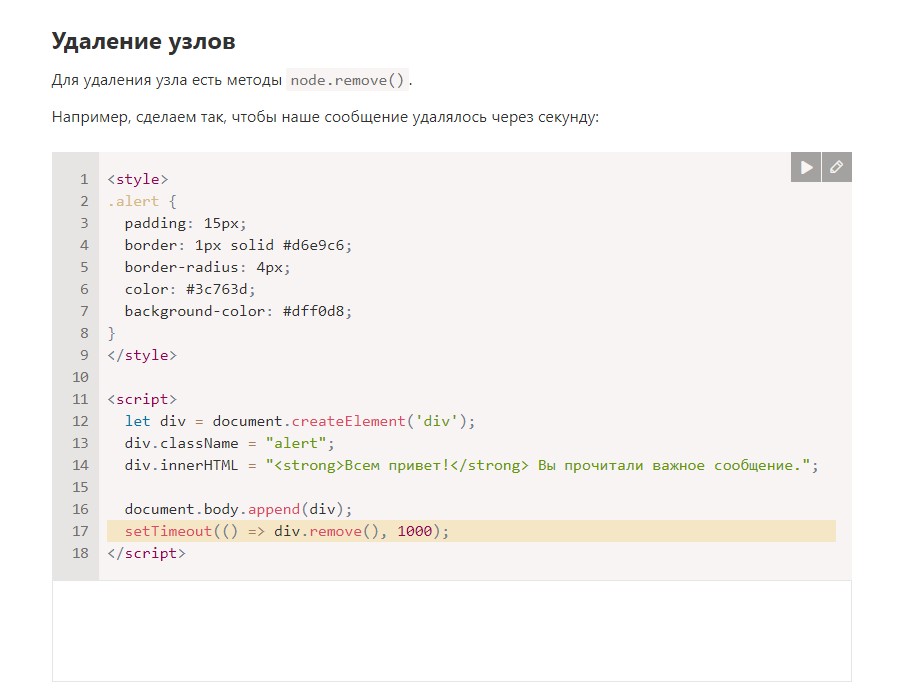 Удаление узлов
Для удаления узла есть методы node.remove().
Например, сделаем так, чтобы наше сообщение удалялось через секунду:
1 <style>
2 .alert {
3   padding: 15px;
4   border: 1px solid #d6e9c6;
5   border-radius: 4px;
6   color: #3c763d;
7   background-color: #dff0d8;
8 }
9 </style>
10
11 <script>
12   let div = document.createElement('div');
13   div.className = "alert";
14   div.innerHTML = "<strong>Всем привет!</strong> Вы прочитали важное сообщение.";
15
16   document.body.append(div);
17   setTimeout(() => div.remove(), 1000);
18 </script>